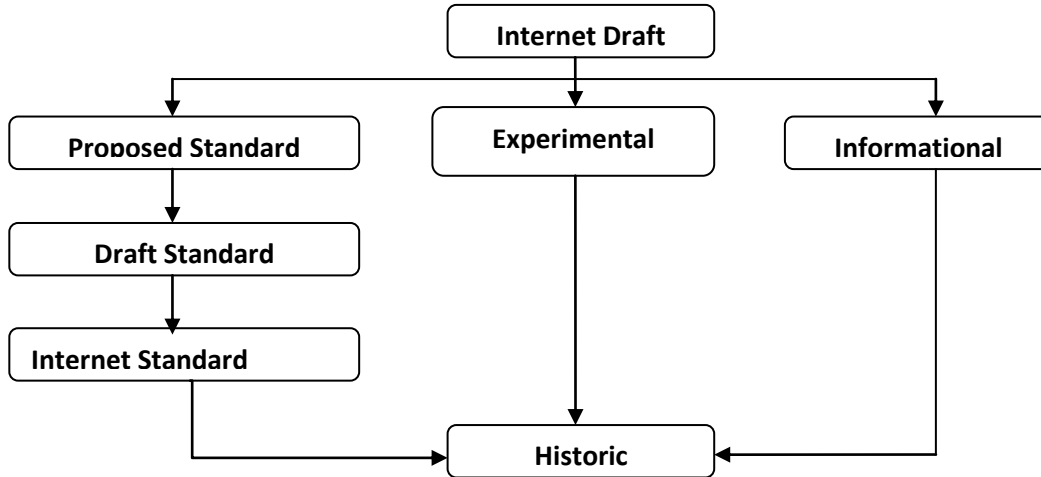 Internet Draft
Proposed Standard
Experimental
Informational
Draft Standard
Internet Standard
Historic